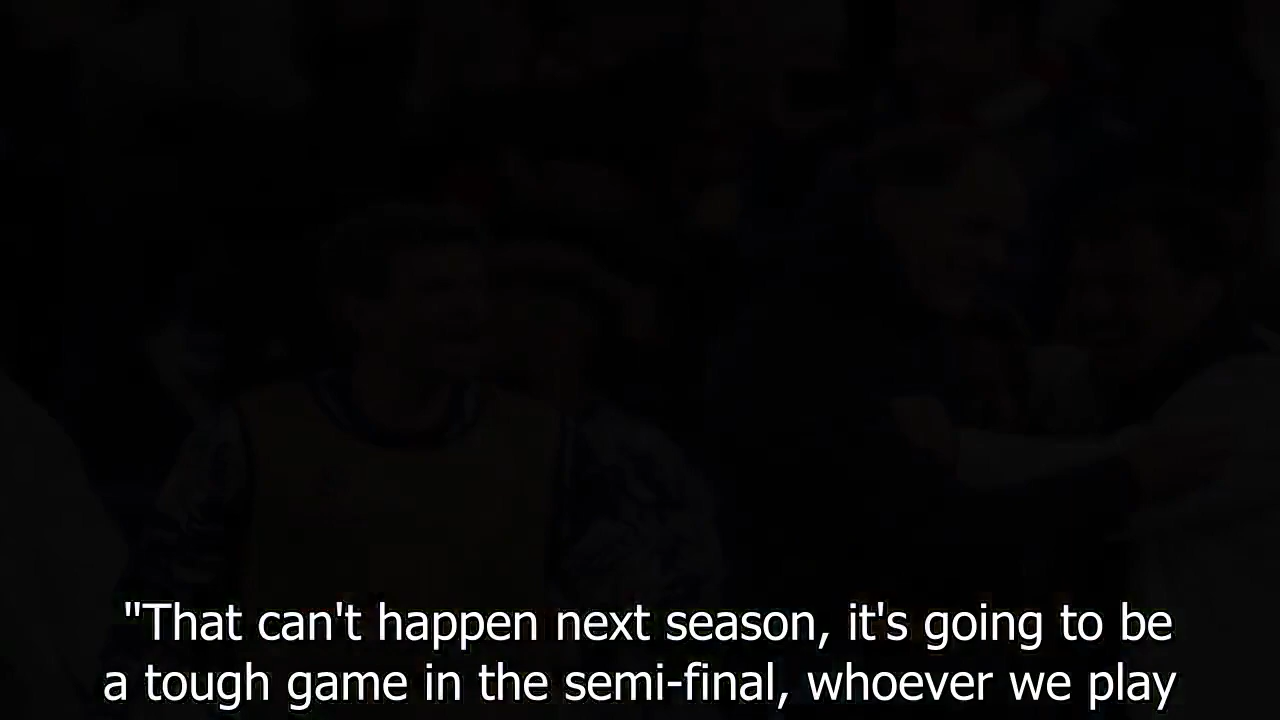 "That can't happen next season, it's going to be
a tough game in the semi-final, whoever we play